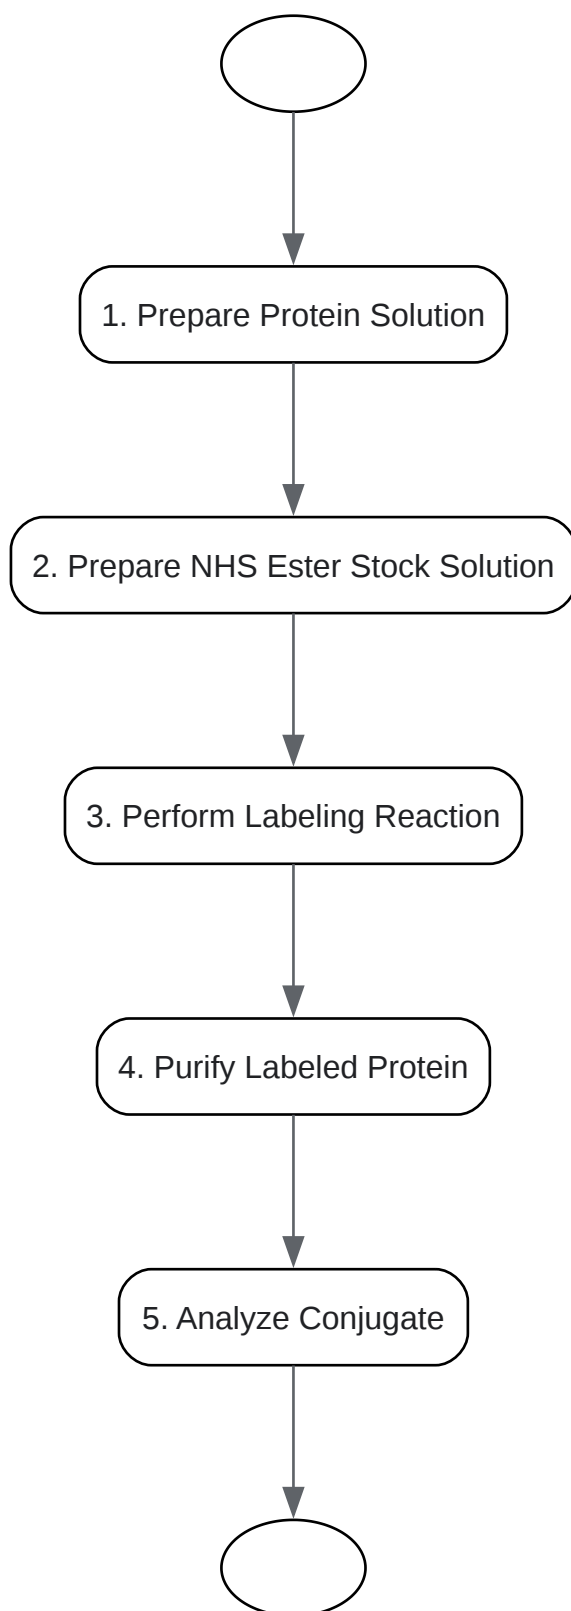 1. Prepare Protein Solution
2. Prepare NHS Ester Stock Solution
3. Perform Labeling Reaction
4. Purify Labeled Protein
5. Analyze Conjugate